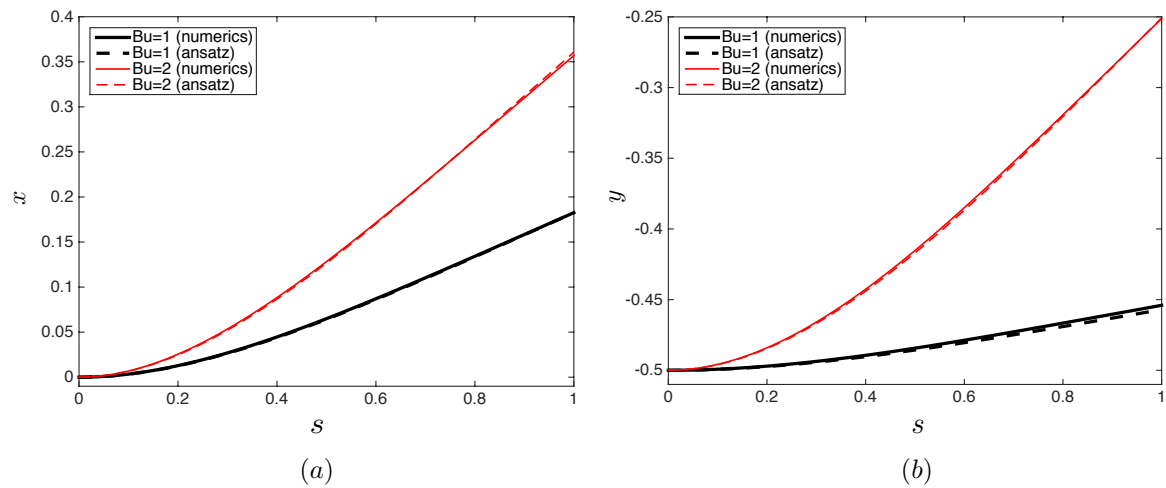 Bu=1 (numerics)
Bu=1 (ansatz)
Bu=2 (numerics)
Bu=2 (ansatz)
0.4
0.35
0.3
0.25
0.2
0.15
0.1
0.05
0
x
0 0.2 0.4 0.6 0.8 1
s
(a)
Bu=1 (numerics)
Bu=1 (ansatz)
Bu=2 (numerics)
Bu=2 (ansatz)
-0.25
-0.3
-0.35
-0.4
-0.45
-0.5
y
0 0.2 0.4 0.6 0.8 1
s
(b)